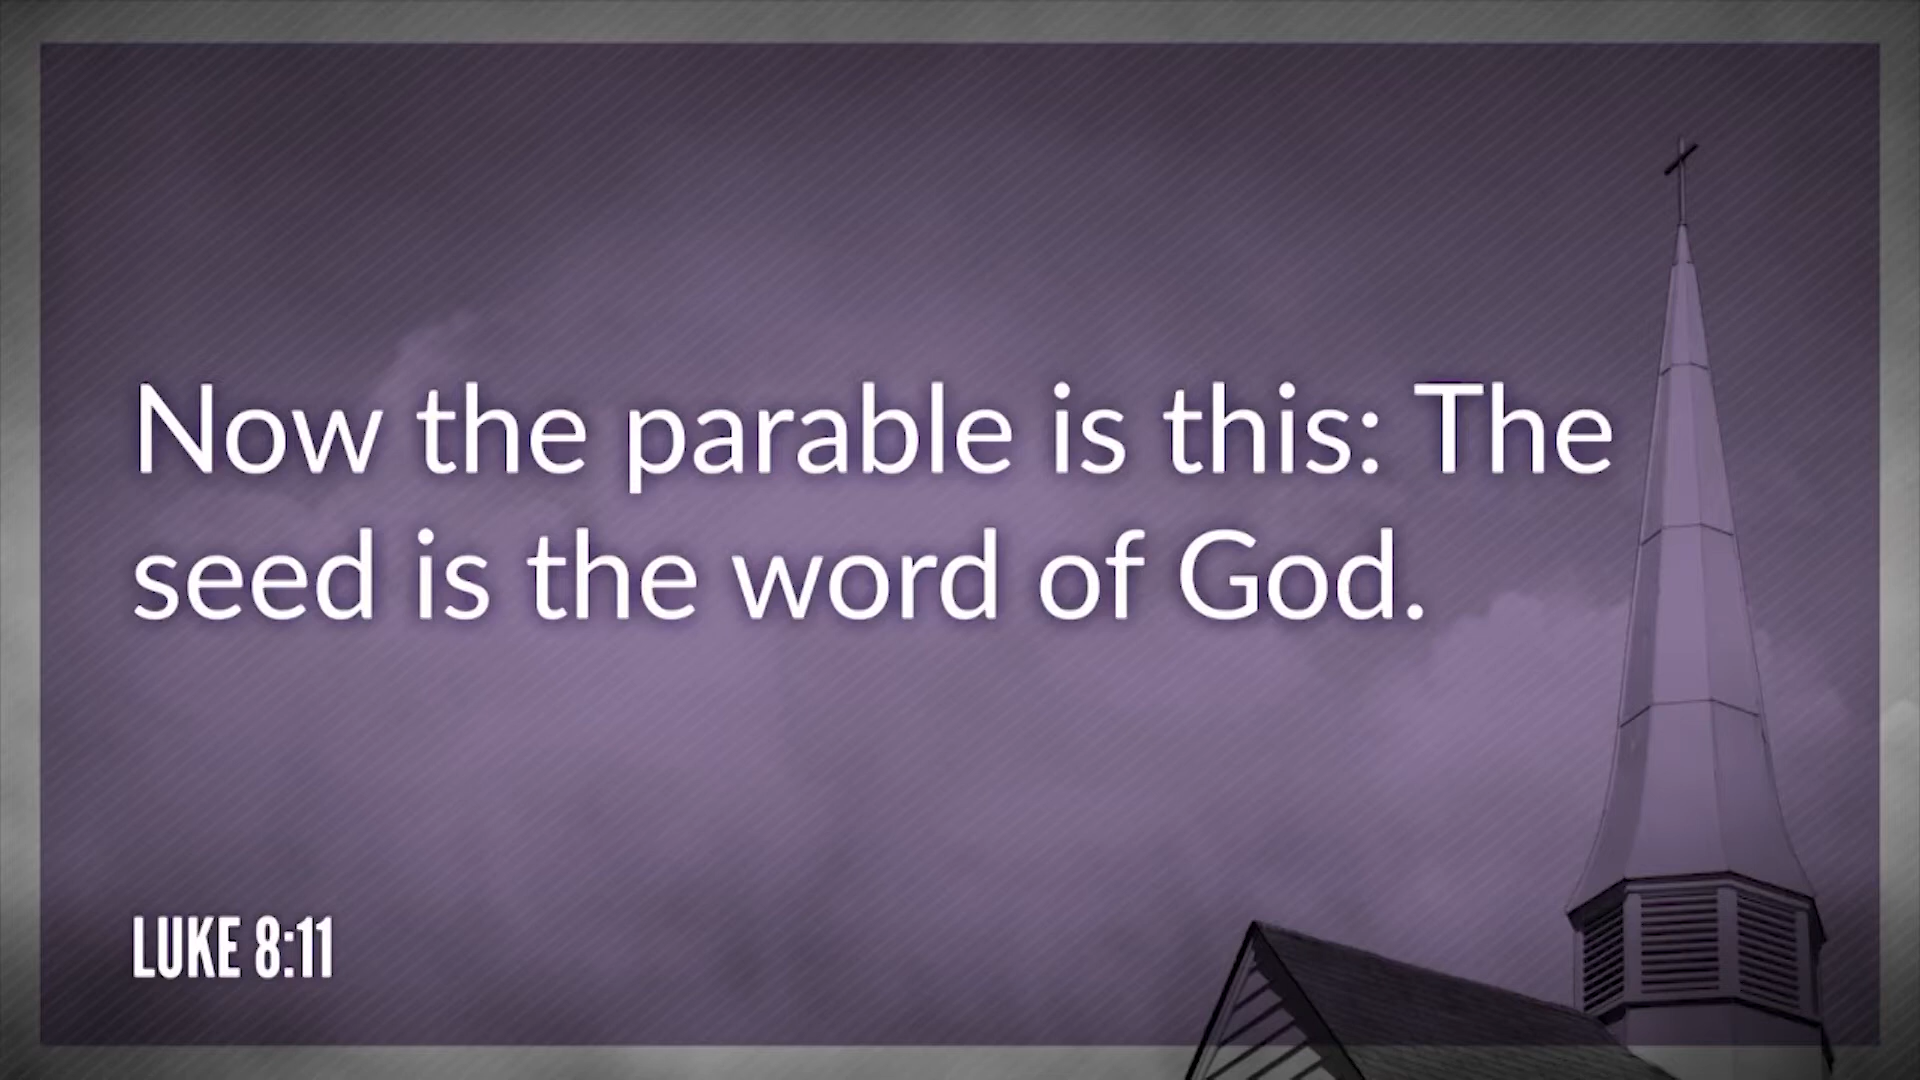 Now the parable is this: The
seed is the word of God.
LUKE 8:11